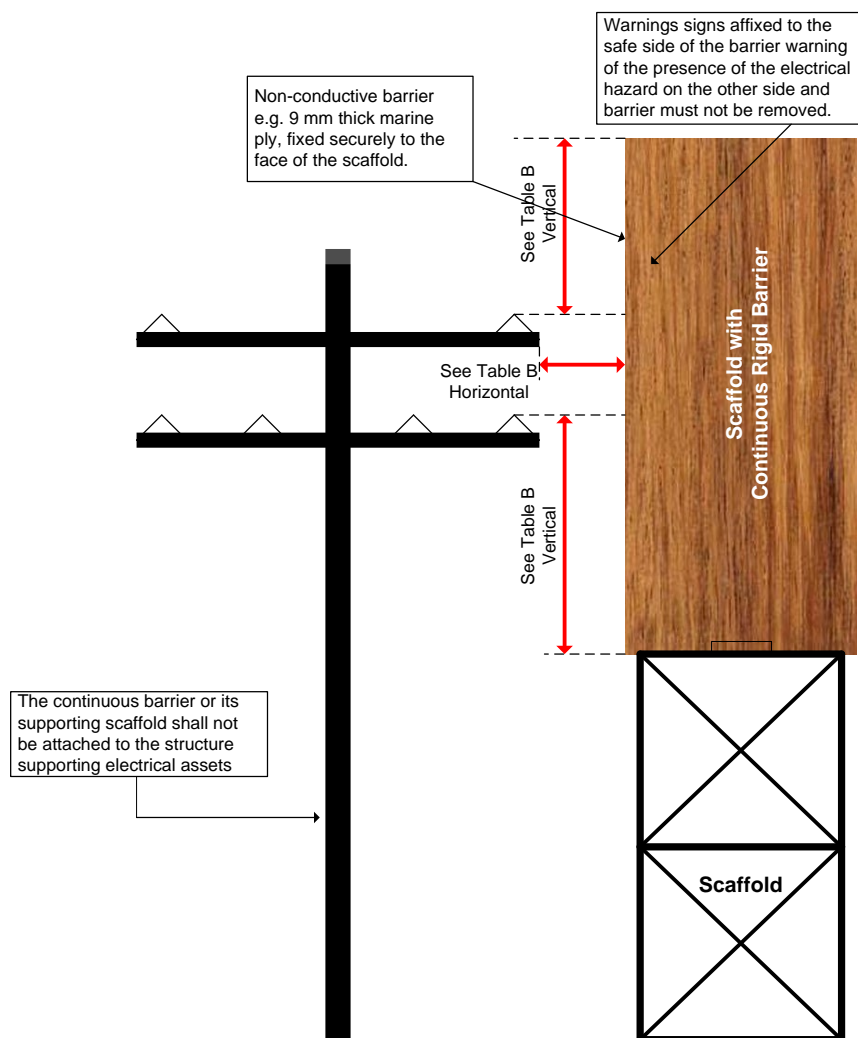 Warnings signs affixed to the
safe side of the barrier warning
of the presence of the electrical
hazard on the other side and
barrier must not be removed.
Non-conductive barrier
e.g. 9 mm thick marine
ply, fixed securely to the
face of the scaffold.
See Table B
Vertical
See Table B
Horizontal
Scaffold with
Continuous Rigid Barrier
See Table B
Vertical
The continuous barrier or its
supporting scaffold shall not
be attached to the structure
supporting electrical assets
Scaffold